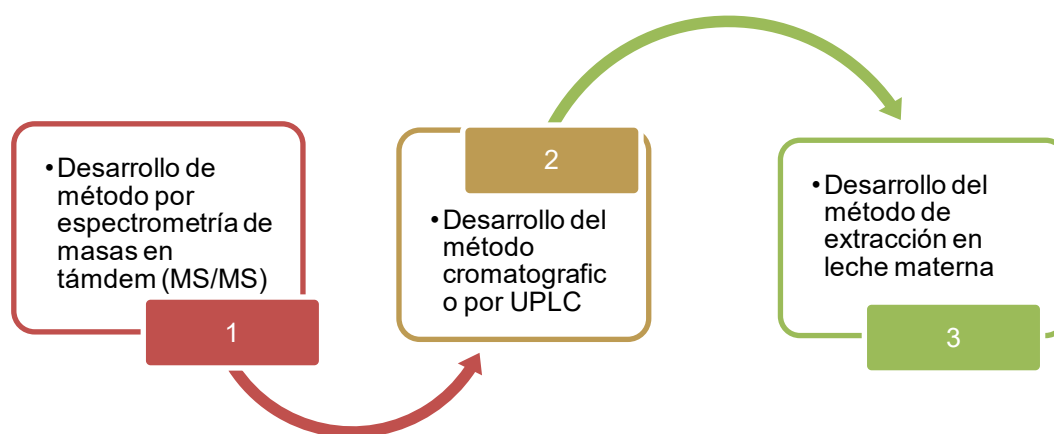 •Desarrollo de
método por
espectrometría de
masas en
támdem (MS/MS)
1
2
•Desarrollo del
método
cromatografic
o por UPLC
•Desarrollo del
método de
extracción en
leche materna
3